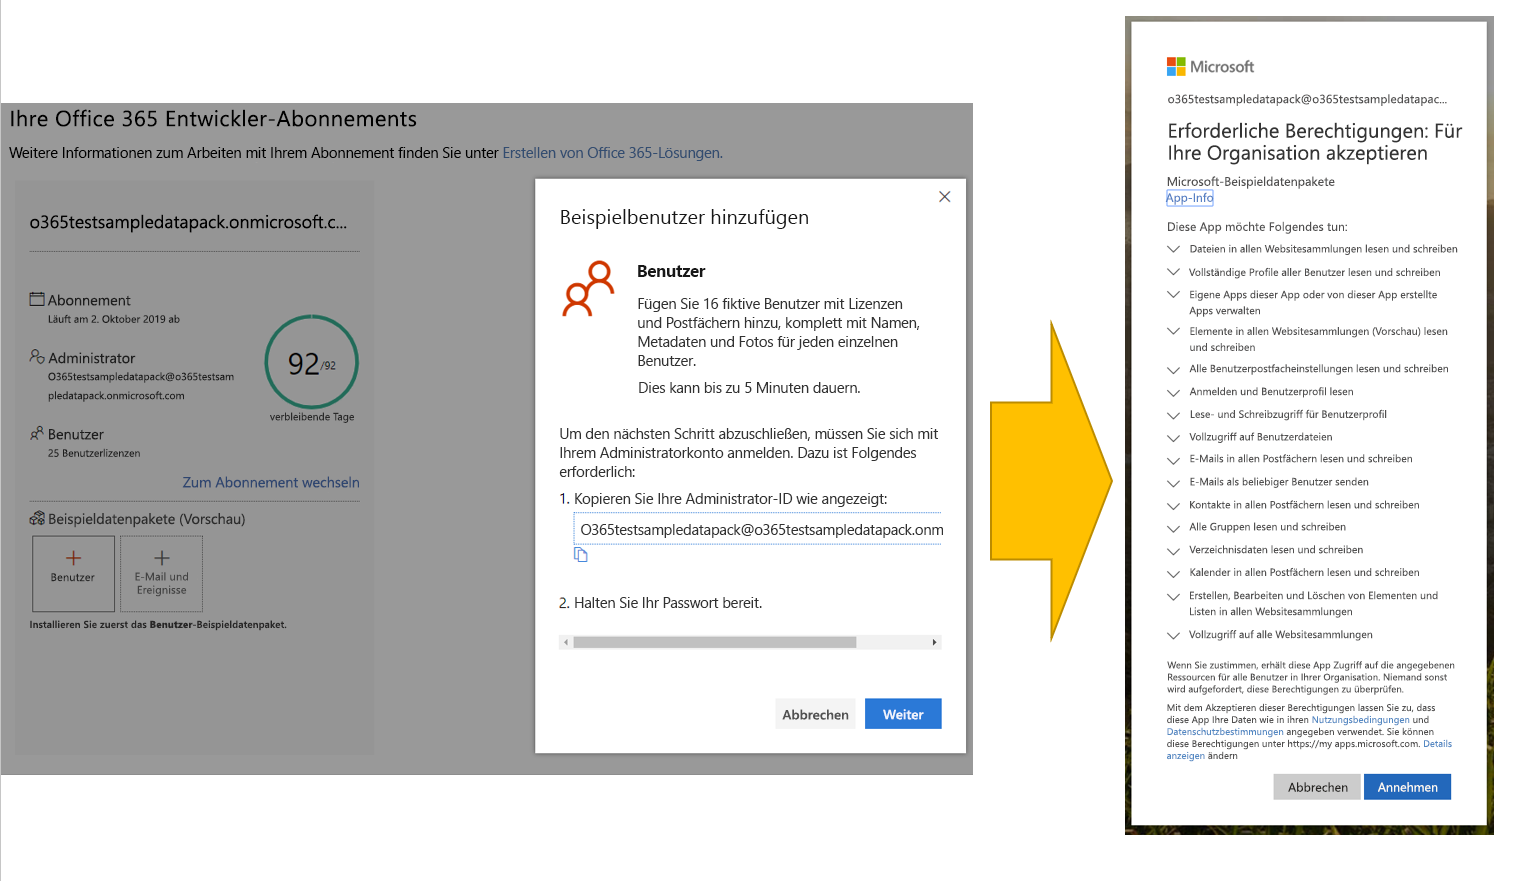 Ihre Office 365 Entwickler-Abonnements
Weitere Informationen zum Arbeiten mit Ihrem Abonnement finden Sie unter Erstellen von Office 365-Lösungen.
o365testsampledatapack.onmicrosoft.c...
Abonnement
Läuft am 2. Oktober 2019 ab
Administrator
O365testsampledatapack@o365testsam
pledatapack.onmicrosoft.com
92/92
verbleibende Tage
Benutzer
25 Benutzerlizenzen
Zum Abonnement wechseln
Beispieldatenpakete (Vorschau)
Benutzer
E-Mail und
Ereignisse
Installieren Sie zuerst das Benutzer-Beispieldatenpaket.
Beispielbenutzer hinzufügen
Benutzer
Fügen Sie 16 fiktive Benutzer mit Lizenzen
und Postfächern hinzu, komplett mit Namen,
Metadaten und Fotos für jeden einzelnen
Benutzer.
Dies kann bis zu 5 Minuten dauern.
Um den nächsten Schritt abzuschließen, müssen Sie sich mit
Ihrem Administratorkonto anmelden. Dazu ist Folgendes
erforderlich:
1. Kopieren Sie Ihre Administrator-ID wie angezeigt:
O365testsampledatapack@o365testsampledatapack.onm
2. Halten Sie Ihr Passwort bereit.
Abbrechen
Weiter
Microsoft
o365testsampledatapack@o365testsampledatapac...
Erforderliche Berechtigungen: Für
Ihre Organisation akzeptieren
Microsoft-Beispieldatenpakete
App-Info
Diese App möchte Folgendes tun:
Dateien in allen Websitesammlungen lesen und schreiben
Vollständige Profile aller Benutzer lesen und schreiben
Eigene Apps dieser App oder von dieser App erstellte
Apps verwalten
Elemente in allen Websitesammlungen (Vorschau) lesen
und schreiben
Alle Benutzerpostfacheinstellungen lesen und schreiben
Anmelden und Benutzerprofil lesen
Lese- und Schreibzugriff für Benutzerprofil
Vollzugriff auf Benutzerdateien
E-Mails in allen Postfächern lesen und schreiben
E-Mails als beliebiger Benutzer senden
Kontakte in allen Postfächern lesen und schreiben
Alle Gruppen lesen und schreiben
Verzeichnisdaten lesen und schreiben
Kalender in allen Postfächern lesen und schreiben
Erstellen, Bearbeiten und Löschen von Elementen und
Listen in allen Websitesammlungen
Vollzugriff auf alle Websitesammlungen
Wenn Sie zustimmen, erhält diese App Zugriff auf die angegebenen
Ressourcen für alle Benutzer in Ihrer Organisation. Niemand sonst
wird aufgefordert, diese Berechtigungen zu überprüfen.
Mit dem Akzeptieren dieser Berechtigungen lassen Sie zu, dass
diese App Ihre Daten wie in ihren Nutzungsbedingungen und
Datenschutzbestimmungen angegeben verwendet. Sie können
diese Berechtigungen unter https://my apps.microsoft.com. Details
anzeigen ändern
Abbrechen
Annehmen